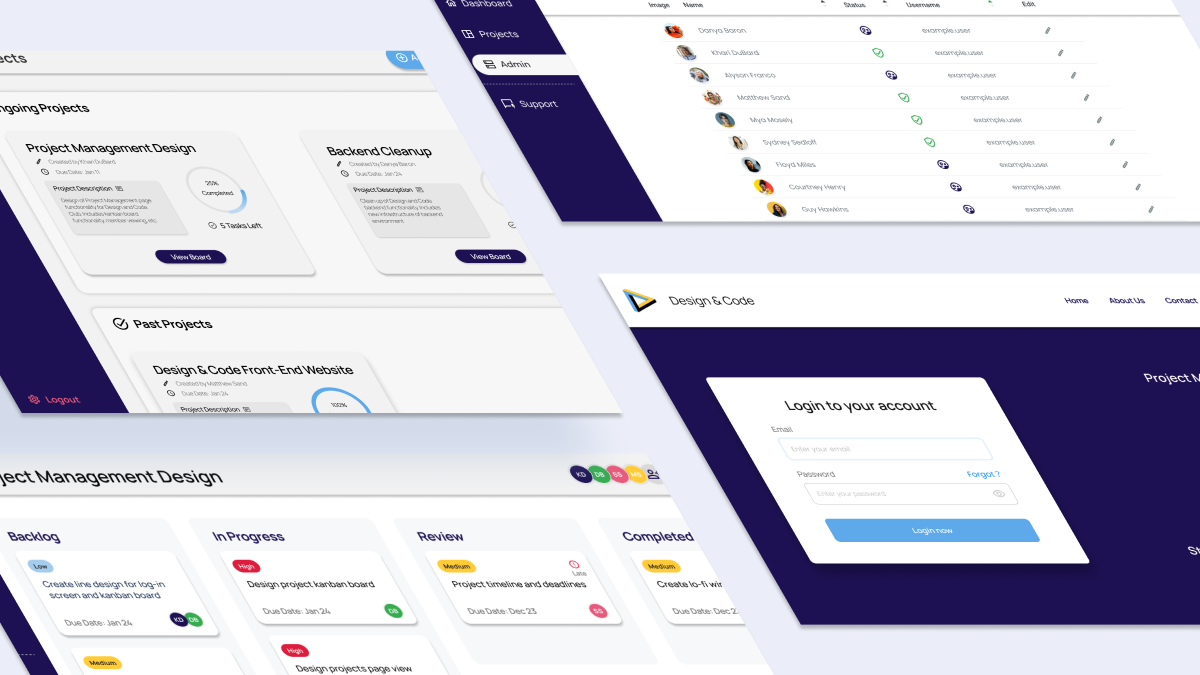 Dashboard
Projects
Admin
Support
Image Name Status Username Edit
Danya Baron example.user
Khari DuBard example.user
Alyson Franco example.user
Matthew Sand example.user
Mya Mosely example.user
Sydney Sedloff example.user
Floyd Miles example.user
Courtney Henry example.user
Guy Hawkins example.user
ects
ngoing Projects
Project Management Design
Created by Khari DuBard
Due Date: Jan 11
25%
Completed
Project Description
Design of Project Management page
for Design and Code
Club. Includes kanban board
functionality, mentor-viewing, etc.
5 Tasks Left
View Board
Backend Cleanup
Created by Danya Baron
Due Date: Jan 24
Project Description
Clean up of Design and Code
backend functionality. Includes
new infrastructure of backend
environment.
View Board
Past Projects
Design & Code Front-End Website
Created by Matthew Sand
Due Date: Jan 24
Project Description
100%
Logout
Design & Code
Home About Us Contact
Project M
Login to your account
Email
Enter your email
Password Forgot?
Enter your password
Login now
St
ject Management Design
KD DB SS MS
Backlog
Low
Create line design for log-in
screen and kanban board
Due Date: Jan 24
KD DB
Medium
In Progress
High
Design project kanban board
Due Date: Jan 24
DB
High
Design projects page view
Review
Medium
Late
Project timeline and deadlines
Due Date: Dec 23
SS
Completed
Medium
Create lo-fi wir
Due Date: Dec 2